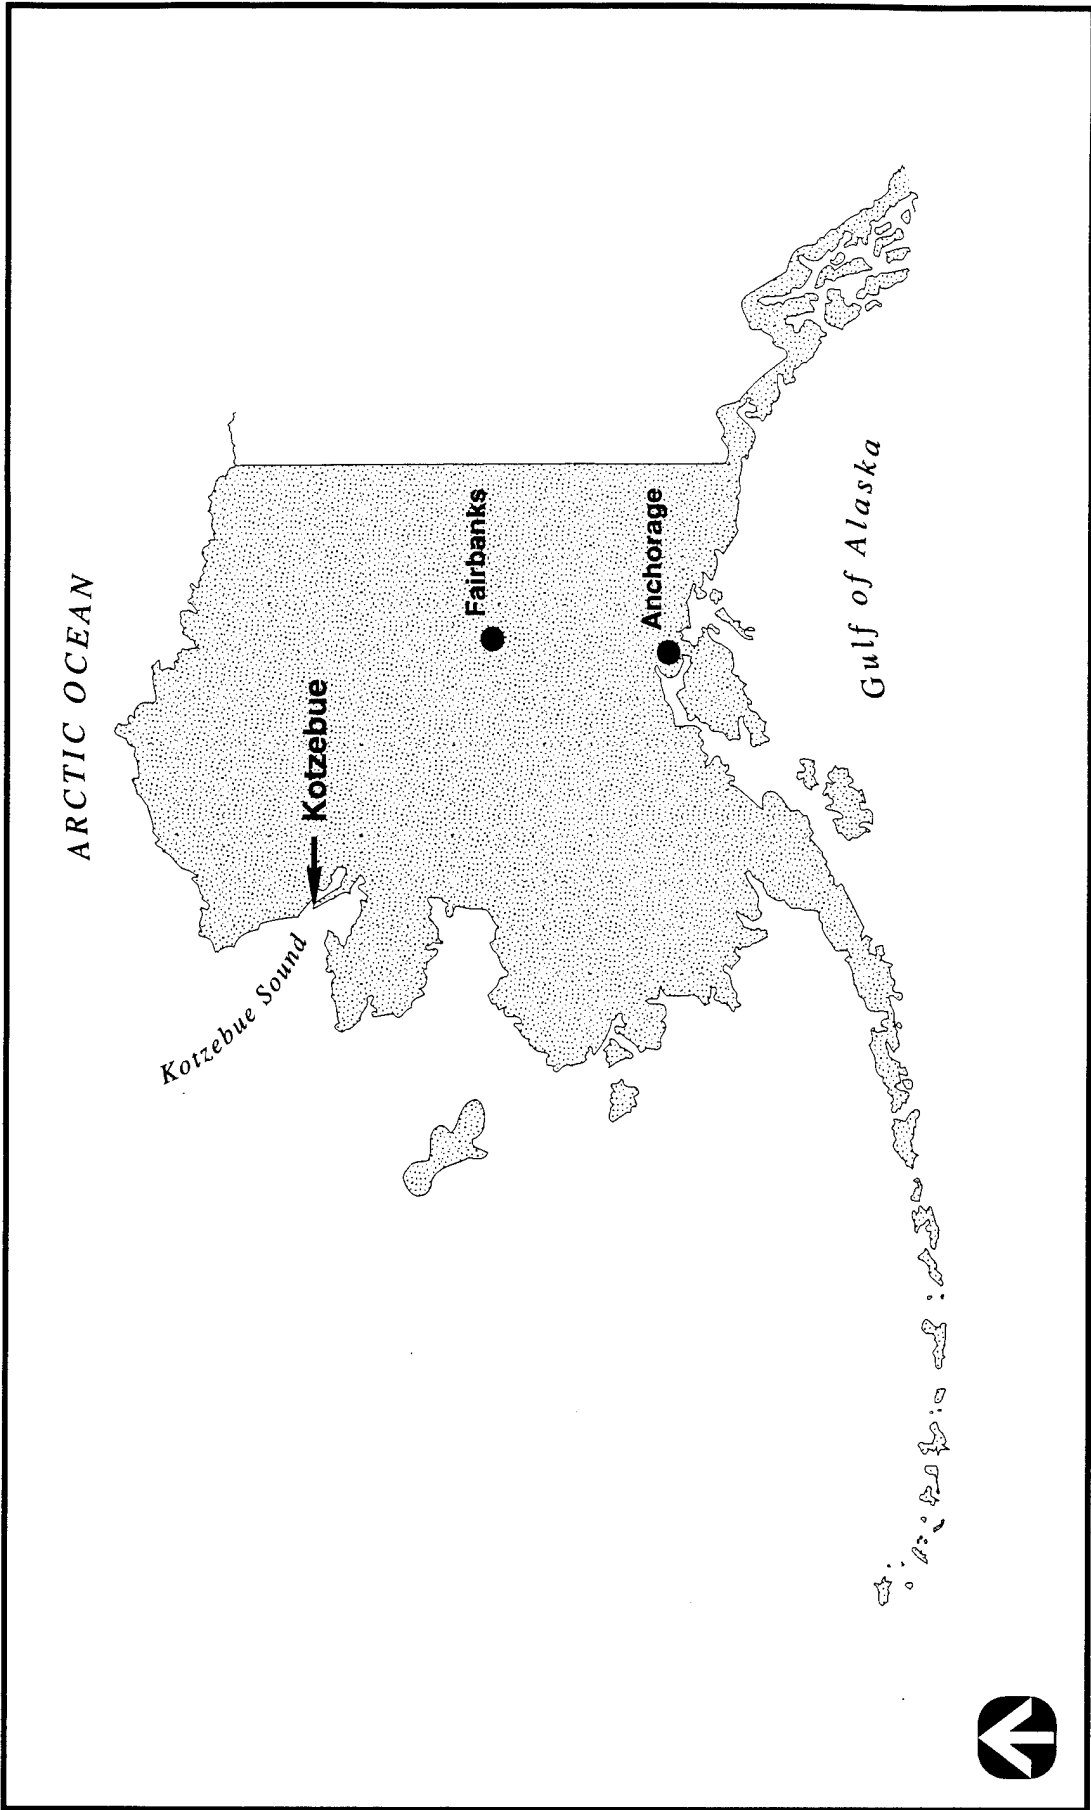 ARCTIC OCEAN
Kotzebue Sound
Kotzebue
Fairbanks
Anchorage
Gulf of Alaska